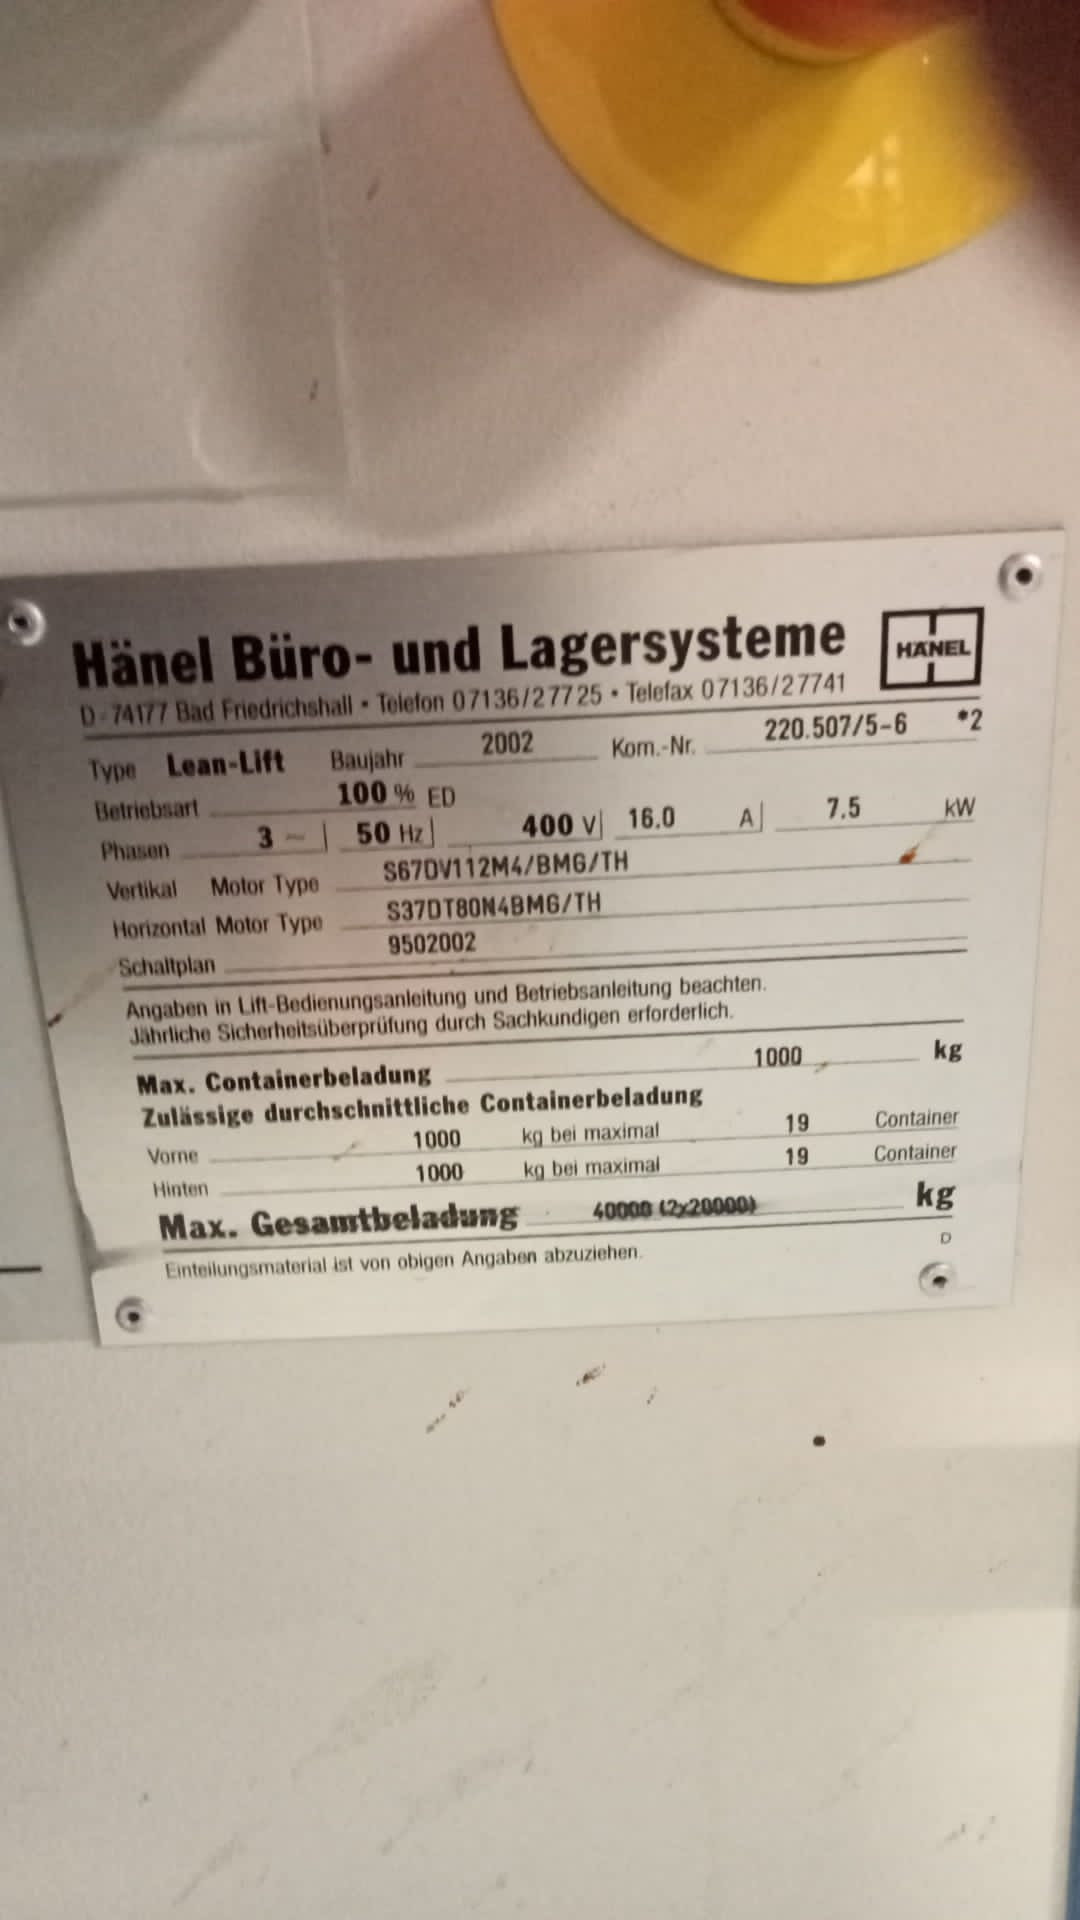 Hänel Büro- und Lagersysteme HÄNEL
D-74177 Bad Friedrichshall • Telefon 07136/27725 • Telefax 07136/27741
Type Lean-Lift Baujahr 2002 Kom.-Nr. 220.507/5-6 *2
Betriebsart 100 % ED
Phasen 3 ~ 50 Hz 400 V 16.0 A 7.5 kW
Vertikal Motor Type S67DV112M4/BMG/TH
Horizontal Motor Type S37DT80N4BMG/TH
Schaltplan 9502002
Angaben in Lift-Bedienungsanleitung und Betriebsanleitung beachten.
Jährliche Sicherheitsüberprüfung durch Sachkundigen erforderlich.
Max. Containerbeladung 1000 kg
Zulässige durchschnittliche Containerbeladung
Vorne 1000 kg bei maximal 19 Container
Hinten 1000 kg bei maximal 19 Container
Max. Gesamtbeladung 40000 (2x20000) kg
Einteilungsmaterial ist von obigen Angaben abzuziehen. D